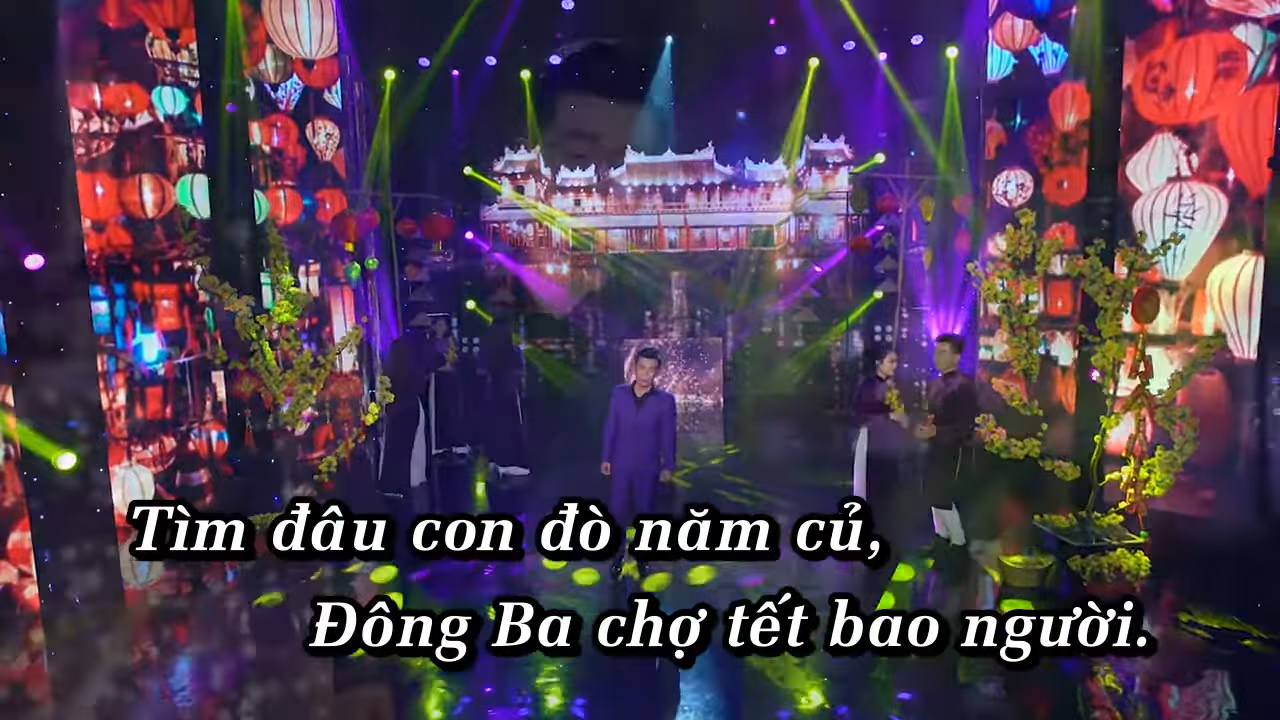 Tìm đâu con đò năm củ,
Đông Ba chợ tết bao người.